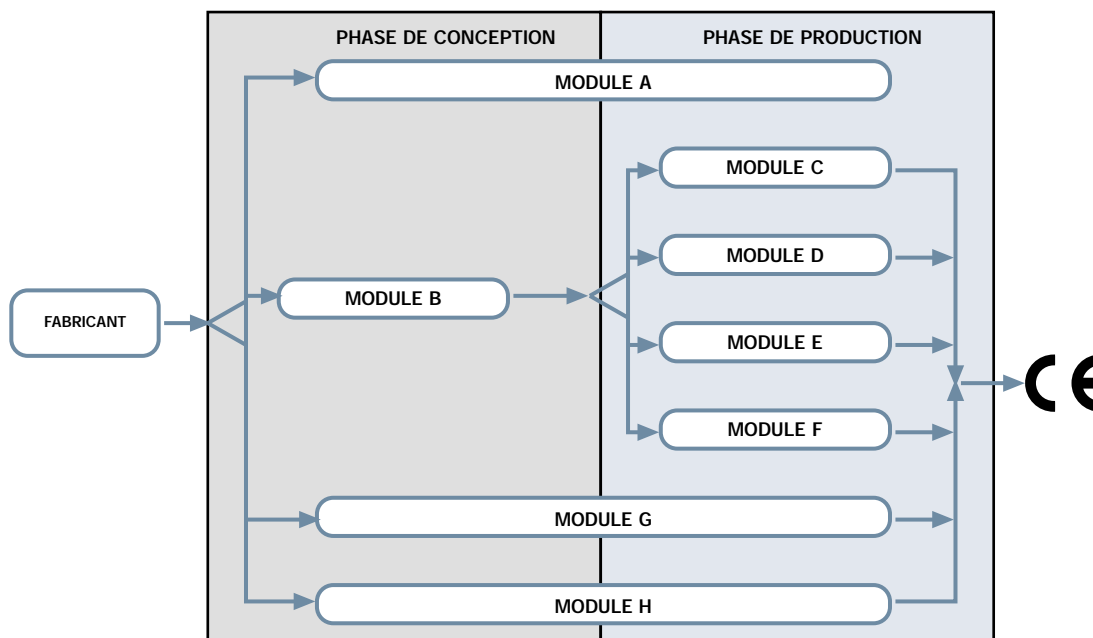 PHASE DE CONCEPTION
PHASE DE PRODUCTION
MODULE A
MODULE C
MODULE D
MODULE B
FABRICANT
MODULE E
CE
MODULE F
MODULE G
MODULE H